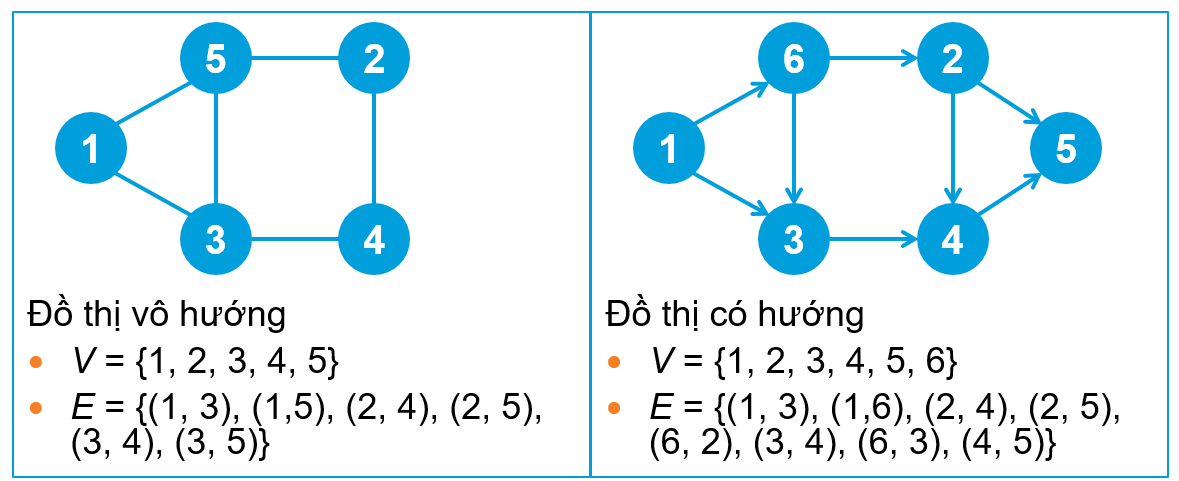 5 2
1
3 4
Đồ thị vô hướng
• V = {1, 2, 3, 4, 5}
• E = {(1, 3), (1,5), (2, 4), (2, 5),
(3, 4), (3, 5)}
6 2
1 5
3 4
Đồ thị có hướng
• V = {1, 2, 3, 4, 5, 6}
• E = {(1, 3), (1,6), (2, 4), (2, 5),
(6, 2), (3, 4), (6, 3), (4, 5)}